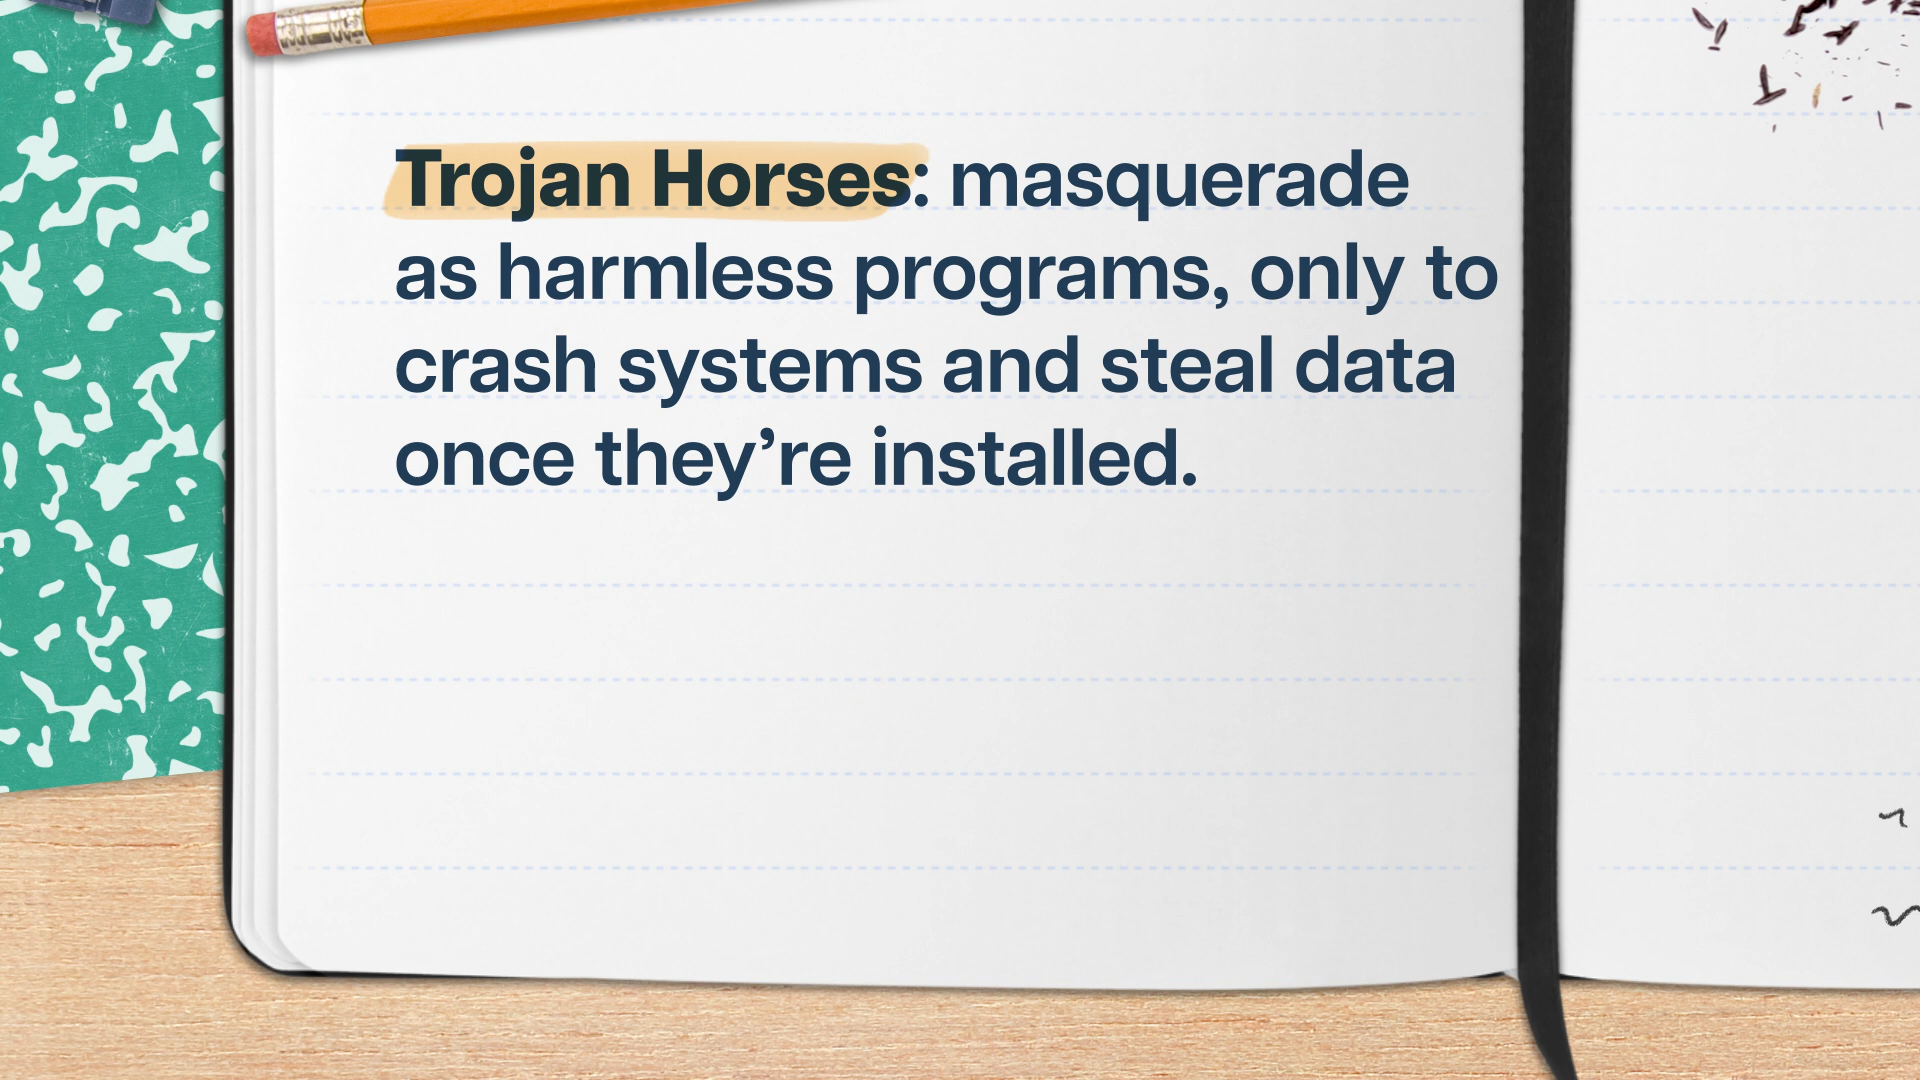 Trojan Horses: masquerade
as harmless programs, only to
crash systems and steal data
once they’re installed.